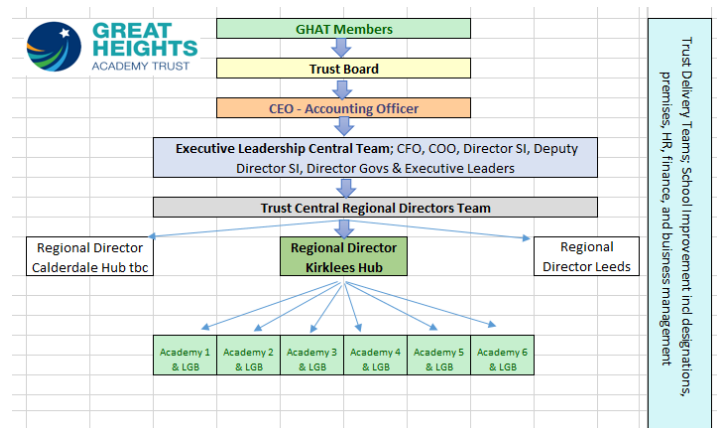 GREAT
HEIGHTS
ACADEMY TRUST
GHAT Members
Trust Board
CEO - Accounting Officer
Executive Leadership Central Team; CFO, COO, Director SI, Deputy
Director SI, Director Govs & Executive Leaders
Trust Central Regional Directors Team
Regional Director
Calderdale Hub tbc
Regional Director
Kirklees Hub
Regional
Director Leeds
Academy 1
& LGB
Academy 2
& LGB
Academy 3
& LGB
Academy 4
& LGB
Academy 5
& LGB
Academy 6
& LGB
Trust Delivery Teams; School Improvement ind designations,
premises, HR, finance, and buisness management